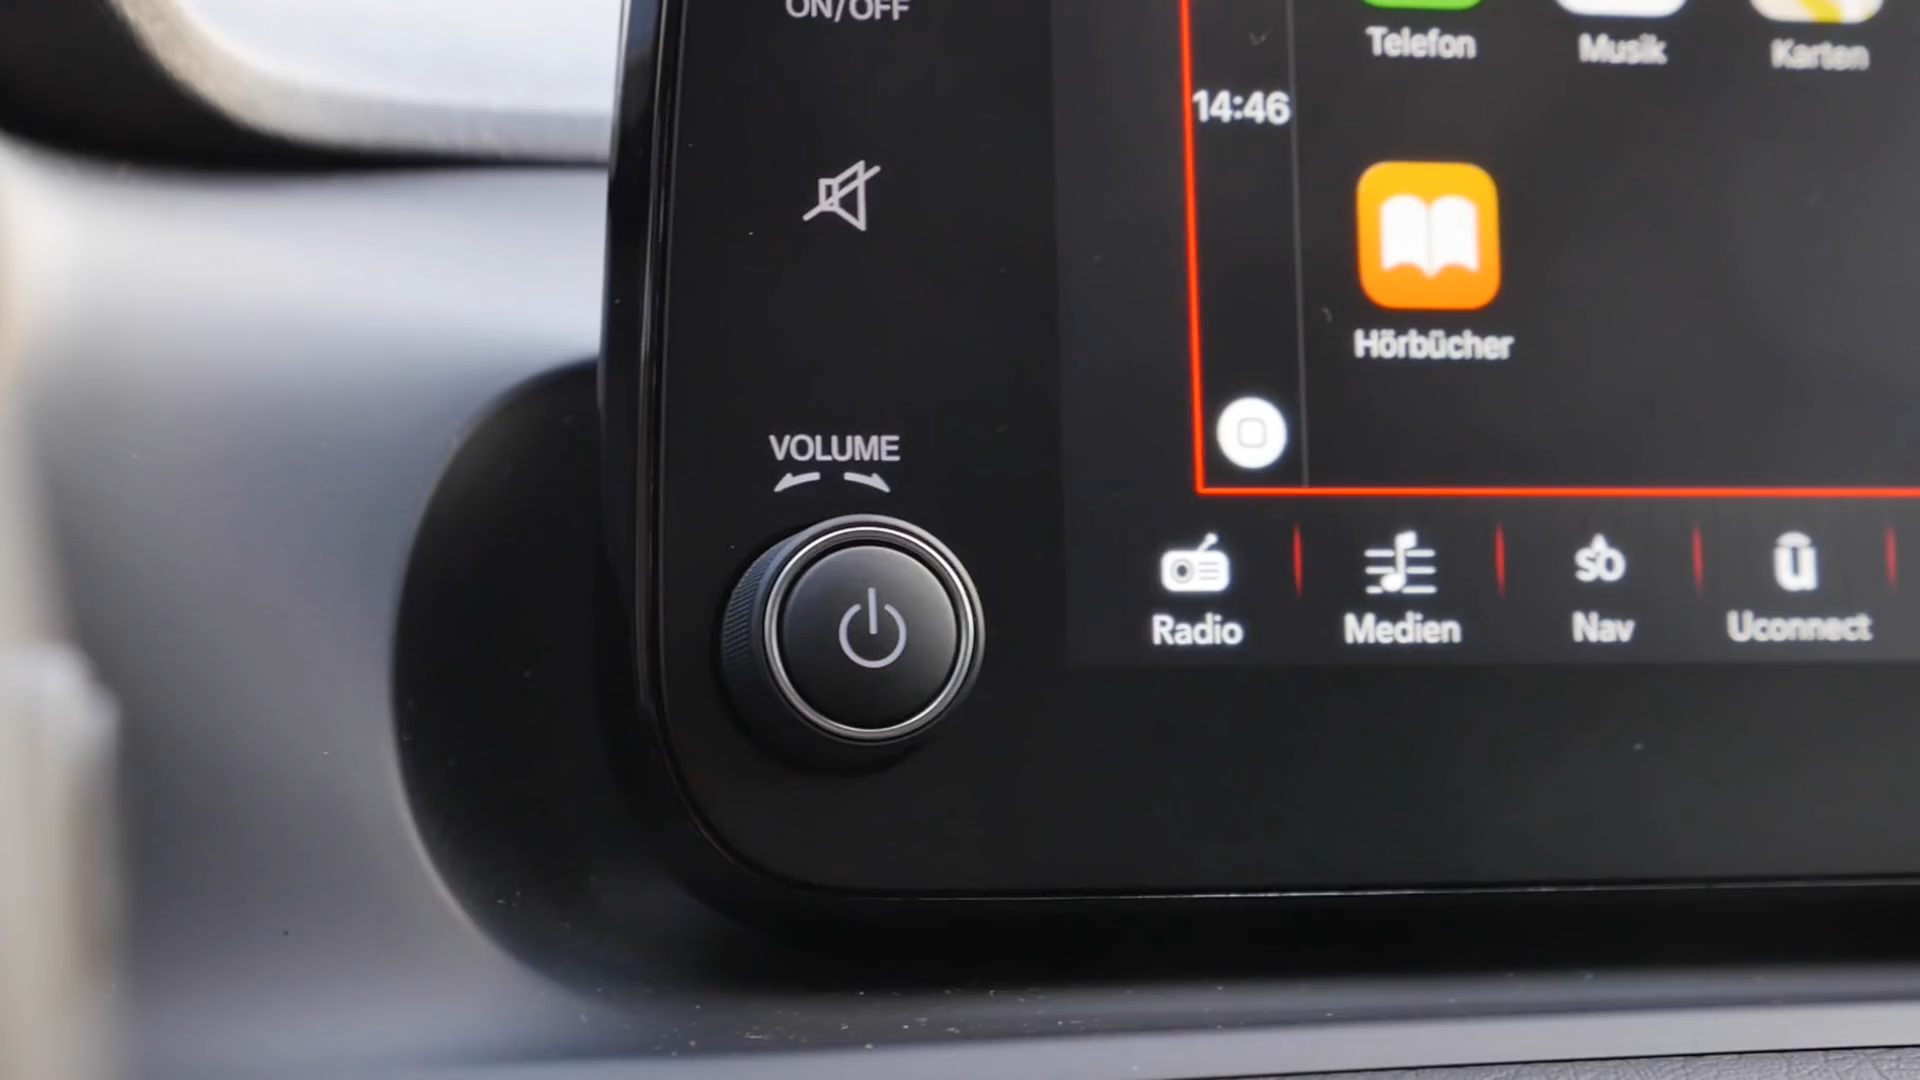 ON/OFF
Telefon
Musik
Karten
14:46
Hörbücher
VOLUME
Radio
Medien
Nav
Uconnect